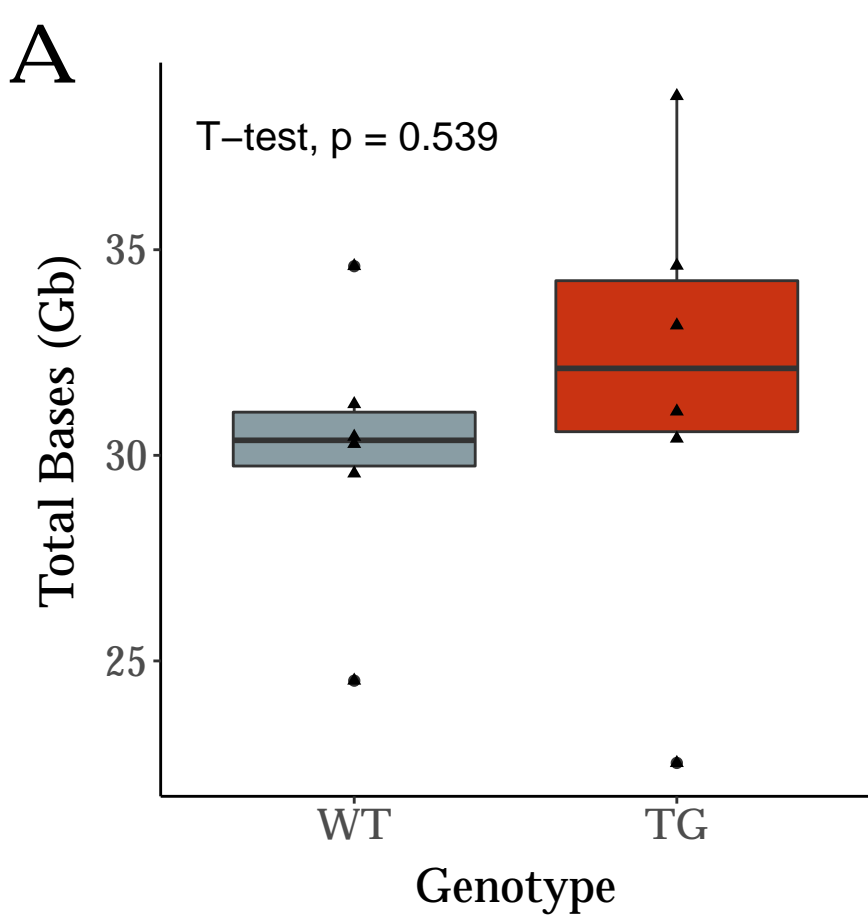 A
T−test, p = 0.539
35
30
25
Total Bases (Gb)
WT
TG
Genotype